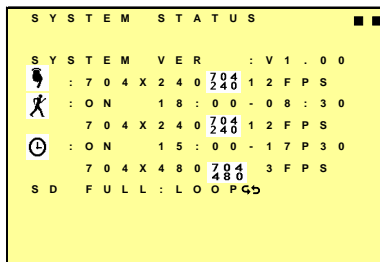 SYSTEM STATUS
SYSTEM VER :V1.00
:704X240 704 240 12FPS
:ON 18:00-08:30
704X240 704 240 12FPS
:ON 15:00-17P30
704X480 704 480 3FPS
SD FULL:LOOP